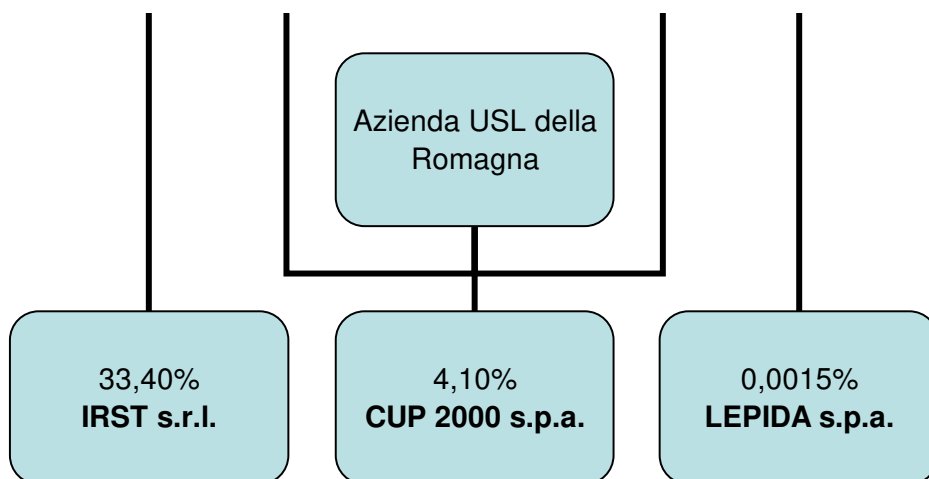 Azienda USL della
Romagna
33,40%
IRST s.r.l.
4,10%
CUP 2000 s.p.a.
0,0015%
LEPIDA s.p.a.